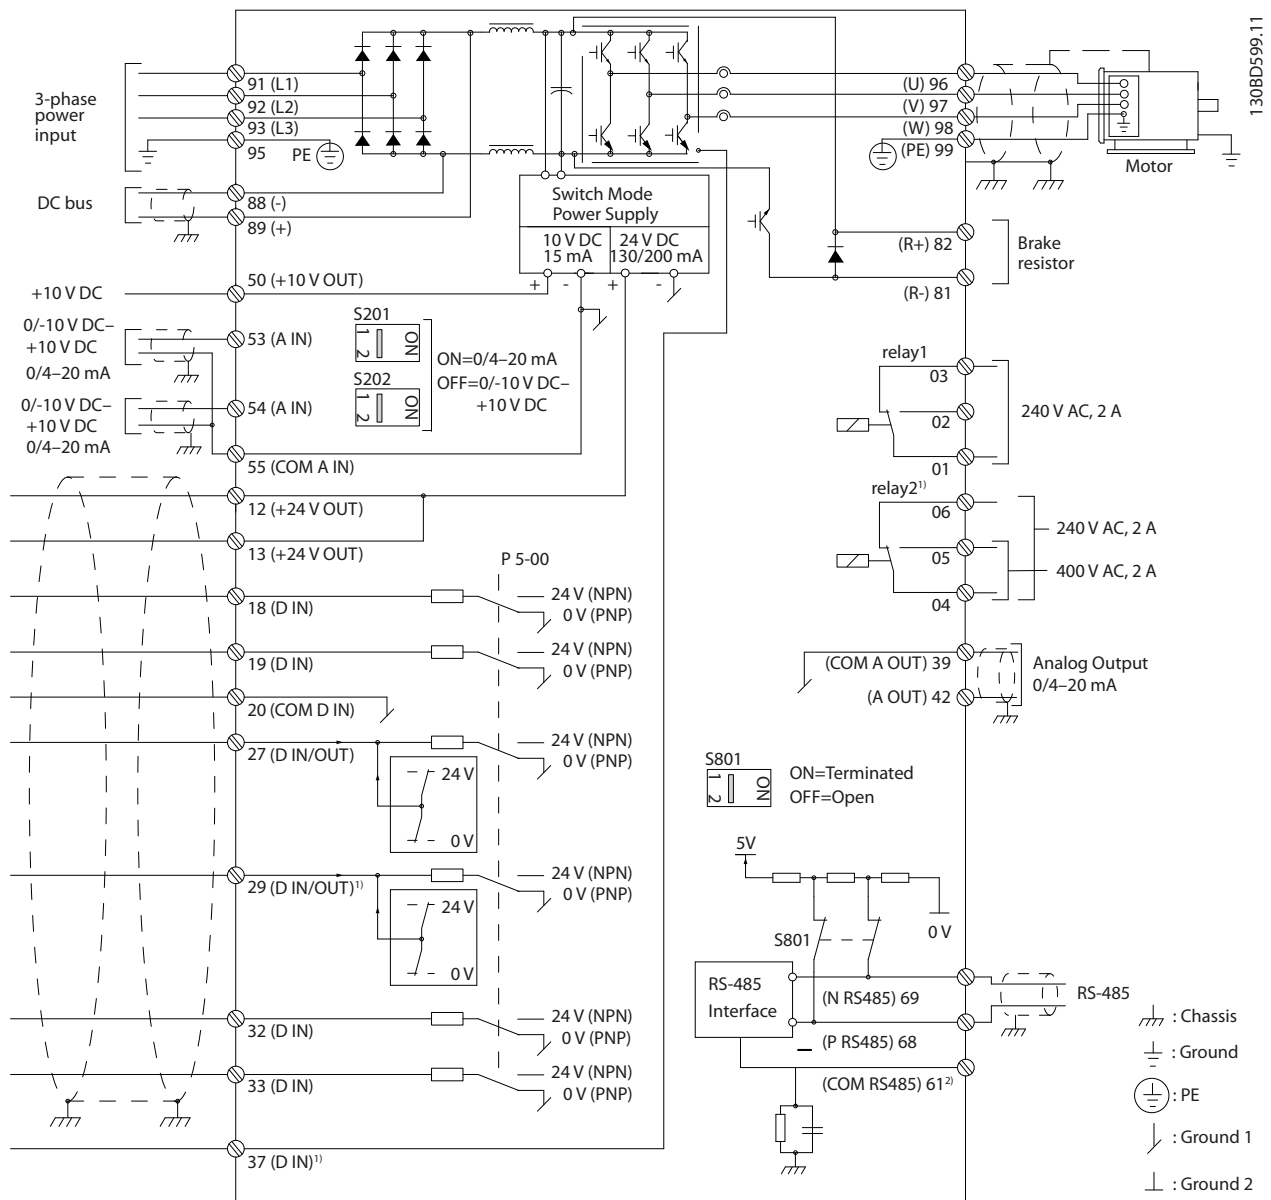 130BD599.11
3-phase
power
input
91 (L1)
92 (L2)
93 (L3)
95
PE
(U) 96
(V) 97
(W) 98
(PE) 99
Motor
DC bus
88 (-)
89 (+)
Switch Mode
Power Supply
10 V DC
15 mA
24 V DC
130/200 mA
+ - + -
(R+) 82
(R-) 81
Brake
resistor
+10 V DC
50 (+10 V OUT)
0/-10 V DC–
+10 V DC
0/4–20 mA
53 (A IN)
0/-10 V DC–
+10 V DC
0/4–20 mA
54 (A IN)
55 (COM A IN)
S201
1 2 ON
S202
1 2 ON
ON=0/4–20 mA
OFF=0/-10 V DC–
+10 V DC
relay1
03
02
01
240 V AC, 2 A
relay2¹⁾
06
05
04
240 V AC, 2 A
400 V AC, 2 A
12 (+24 V OUT)
13 (+24 V OUT)
P 5-00
18 (D IN)
24 V (NPN)
0 V (PNP)
19 (D IN)
24 V (NPN)
0 V (PNP)
20 (COM D IN)
27 (D IN/OUT)
24 V (NPN)
0 V (PNP)
24 V
0 V
29 (D IN/OUT)¹⁾
24 V (NPN)
0 V (PNP)
24 V
0 V
32 (D IN)
24 V (NPN)
0 V (PNP)
33 (D IN)
24 V (NPN)
0 V (PNP)
37 (D IN)¹⁾
(COM A OUT) 39
(A OUT) 42
Analog Output
0/4–20 mA
S801
1 2 ON
ON=Terminated
OFF=Open
5V
0 V
S801
RS-485
Interface
(N RS485) 69
(P RS485) 68
(COM RS485) 61²⁾
RS-485
: Chassis
: Ground
: PE
: Ground 1
: Ground 2